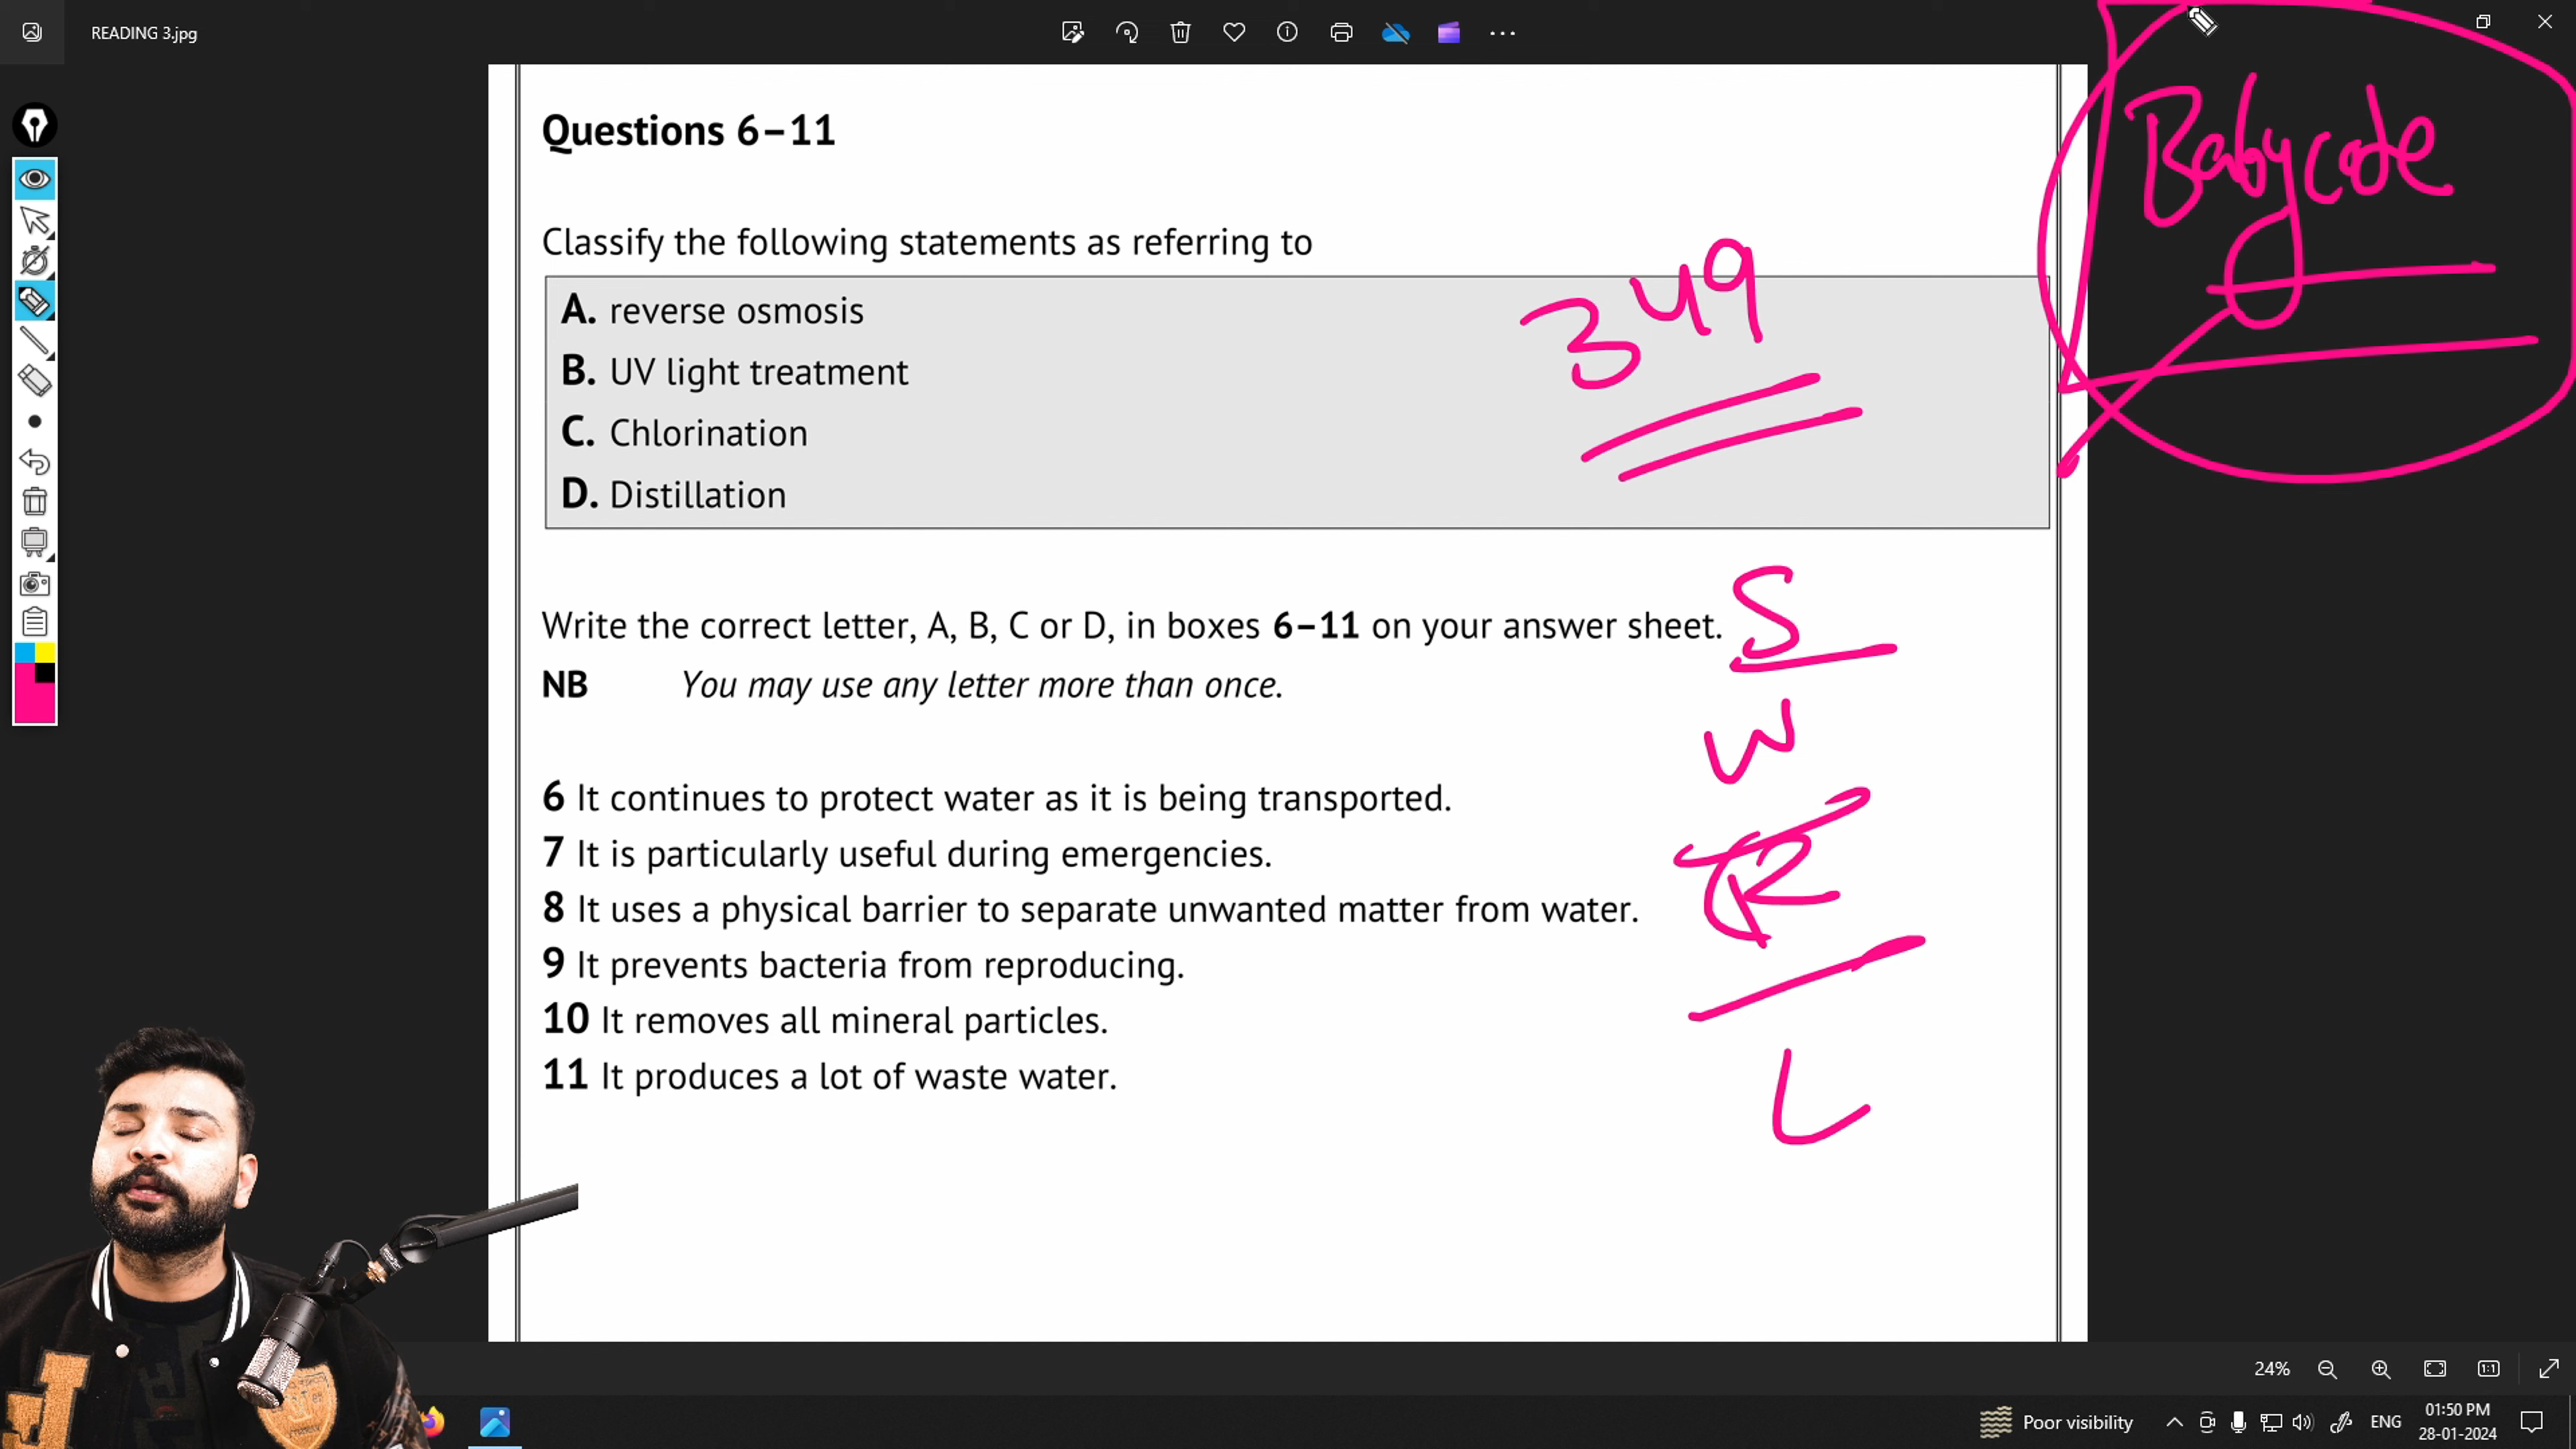 READING 3.jpg
Babycode
Questions 6–11
Classify the following statements as referring to
349
A. reverse osmosis
B. UV light treatment
C. Chlorination
D. Distillation
S
Write the correct letter, A, B, C or D, in boxes 6–11 on your answer sheet.
NB You may use any letter more than once.
W
6 It continues to protect water as it is being transported.
7 It is particularly useful during emergencies.
R
8 It uses a physical barrier to separate unwanted matter from water.
9 It prevents bacteria from reproducing.
10 It removes all mineral particles.
11 It produces a lot of waste water.
L
24%
1:1
Poor visibility
ENG
01:50 PM
28-01-2024